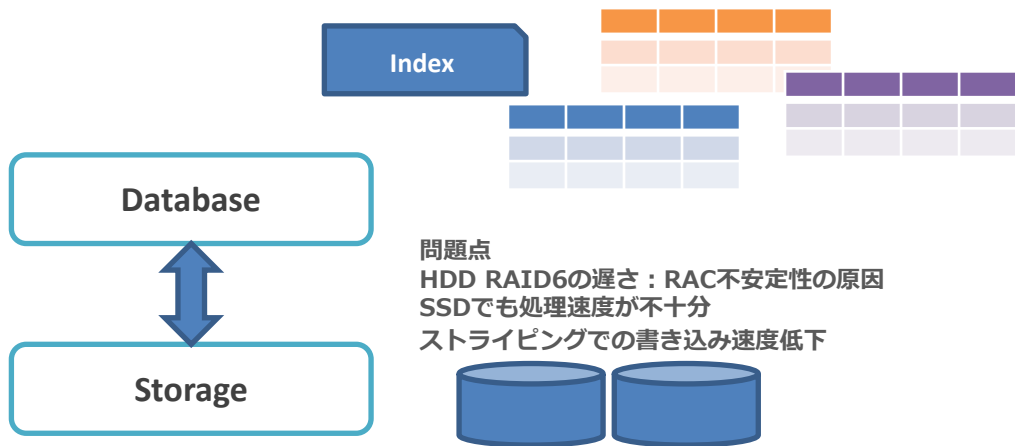 Index
Database
問題点
HDD RAID6の遅さ：RAC不安定性の原因
SSDでも処理速度が不十分
ストライピングでの書き込み速度低下
Storage